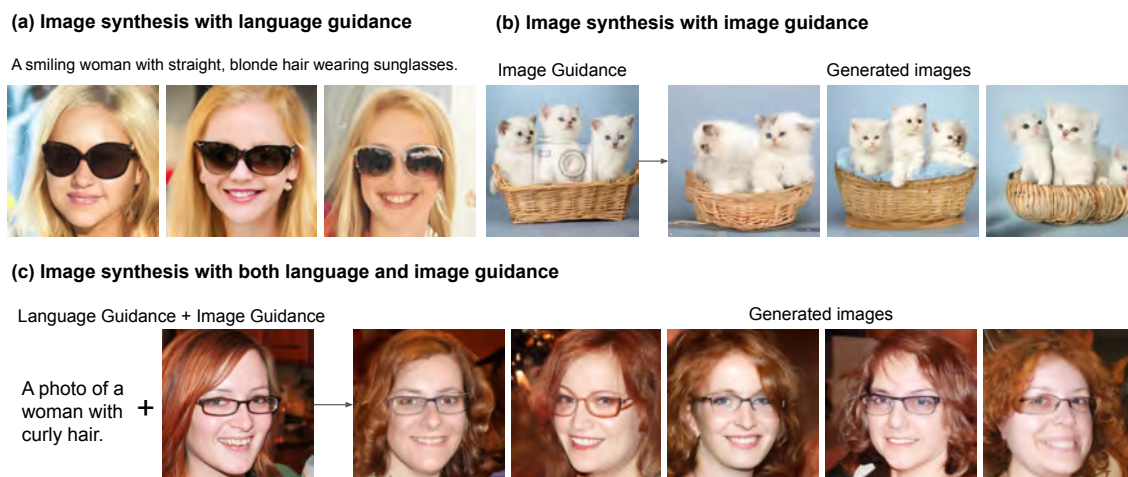 (a) Image synthesis with language guidance
(b) Image synthesis with image guidance
A smiling woman with straight, blonde hair wearing sunglasses.
Image Guidance
Generated images
(c) Image synthesis with both language and image guidance
Language Guidance + Image Guidance
Generated images
A photo of a
woman with
curly hair.
+